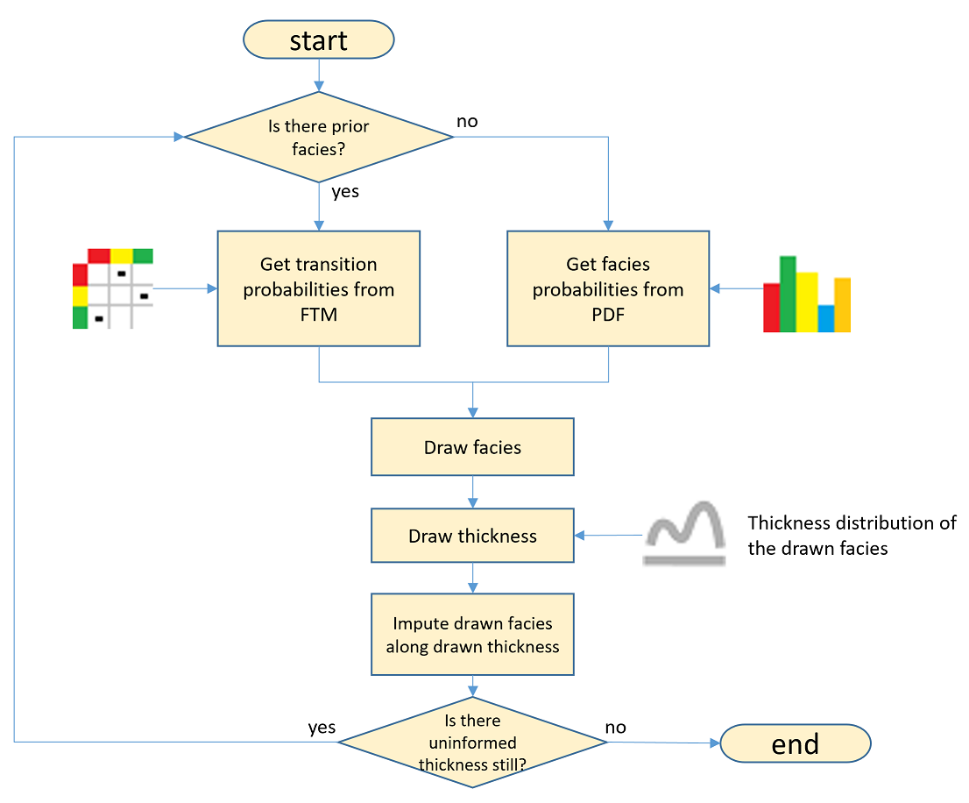 start
Is there prior
facies?
no
yes
Get transition
probabilities from
FTM
Get facies
probabilities from
PDF
Draw facies
Draw thickness
Thickness distribution of
the drawn facies
Impute drawn facies
along drawn thickness
yes
Is there
uninformed
thickness still?
no
end